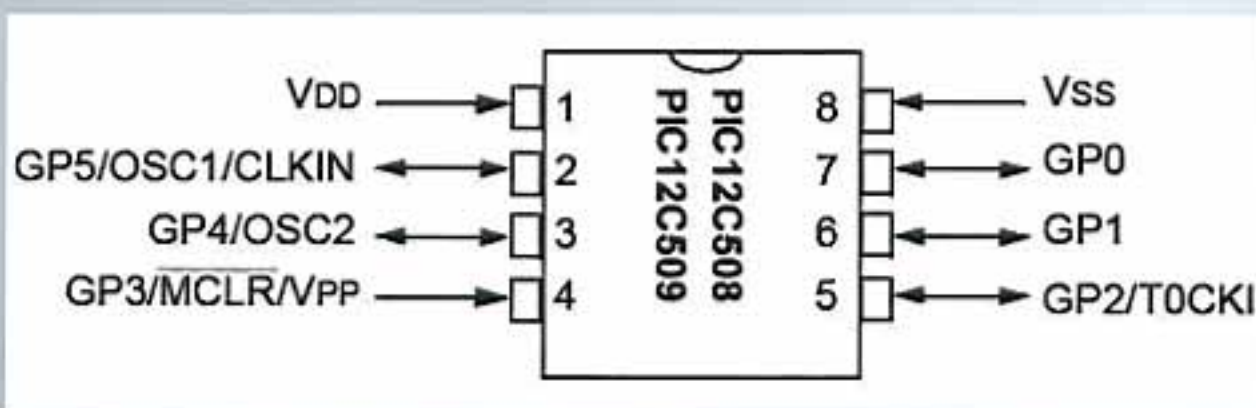 VDD
GP5/OSC1/CLKIN
GP4/OSC2
GP3/MCLR/VPP
1
2
3
4
PIC12C509
PIC12C508
8
7
6
5
VSS
GP0
GP1
GP2/T0CKI